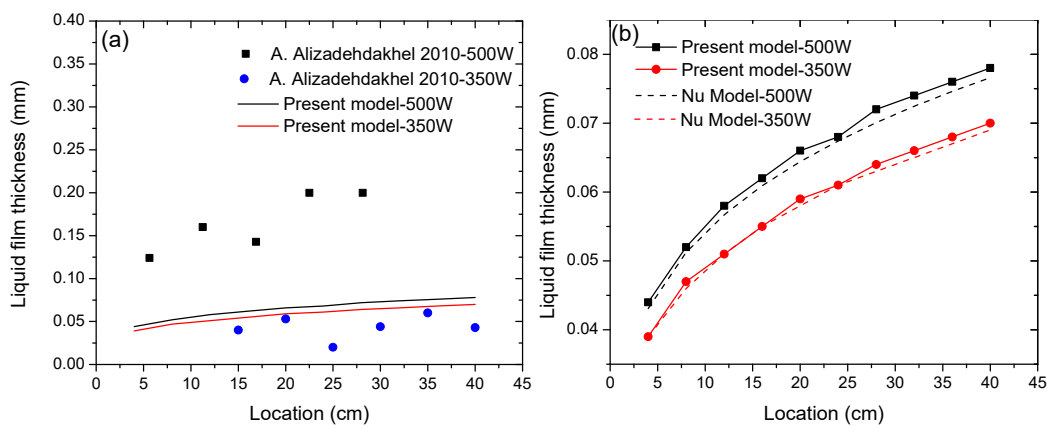 (a)
A. Alizadehdakhel 2010-500W
A. Alizadehdakhel 2010-350W
Present model-500W
Present model-350W
0.40
0.35
0.30
0.25
0.20
0.15
0.10
0.05
0.00
Liquid film thickness (mm)
0 5 10 15 20 25 30 35 40 45
Location (cm)
(b)
Present model-500W
Present model-350W
Nu Model-500W
Nu Model-350W
0.08
0.07
0.06
0.05
0.04
Liquid film thickness (mm)
0 5 10 15 20 25 30 35 40 45
Location (cm)